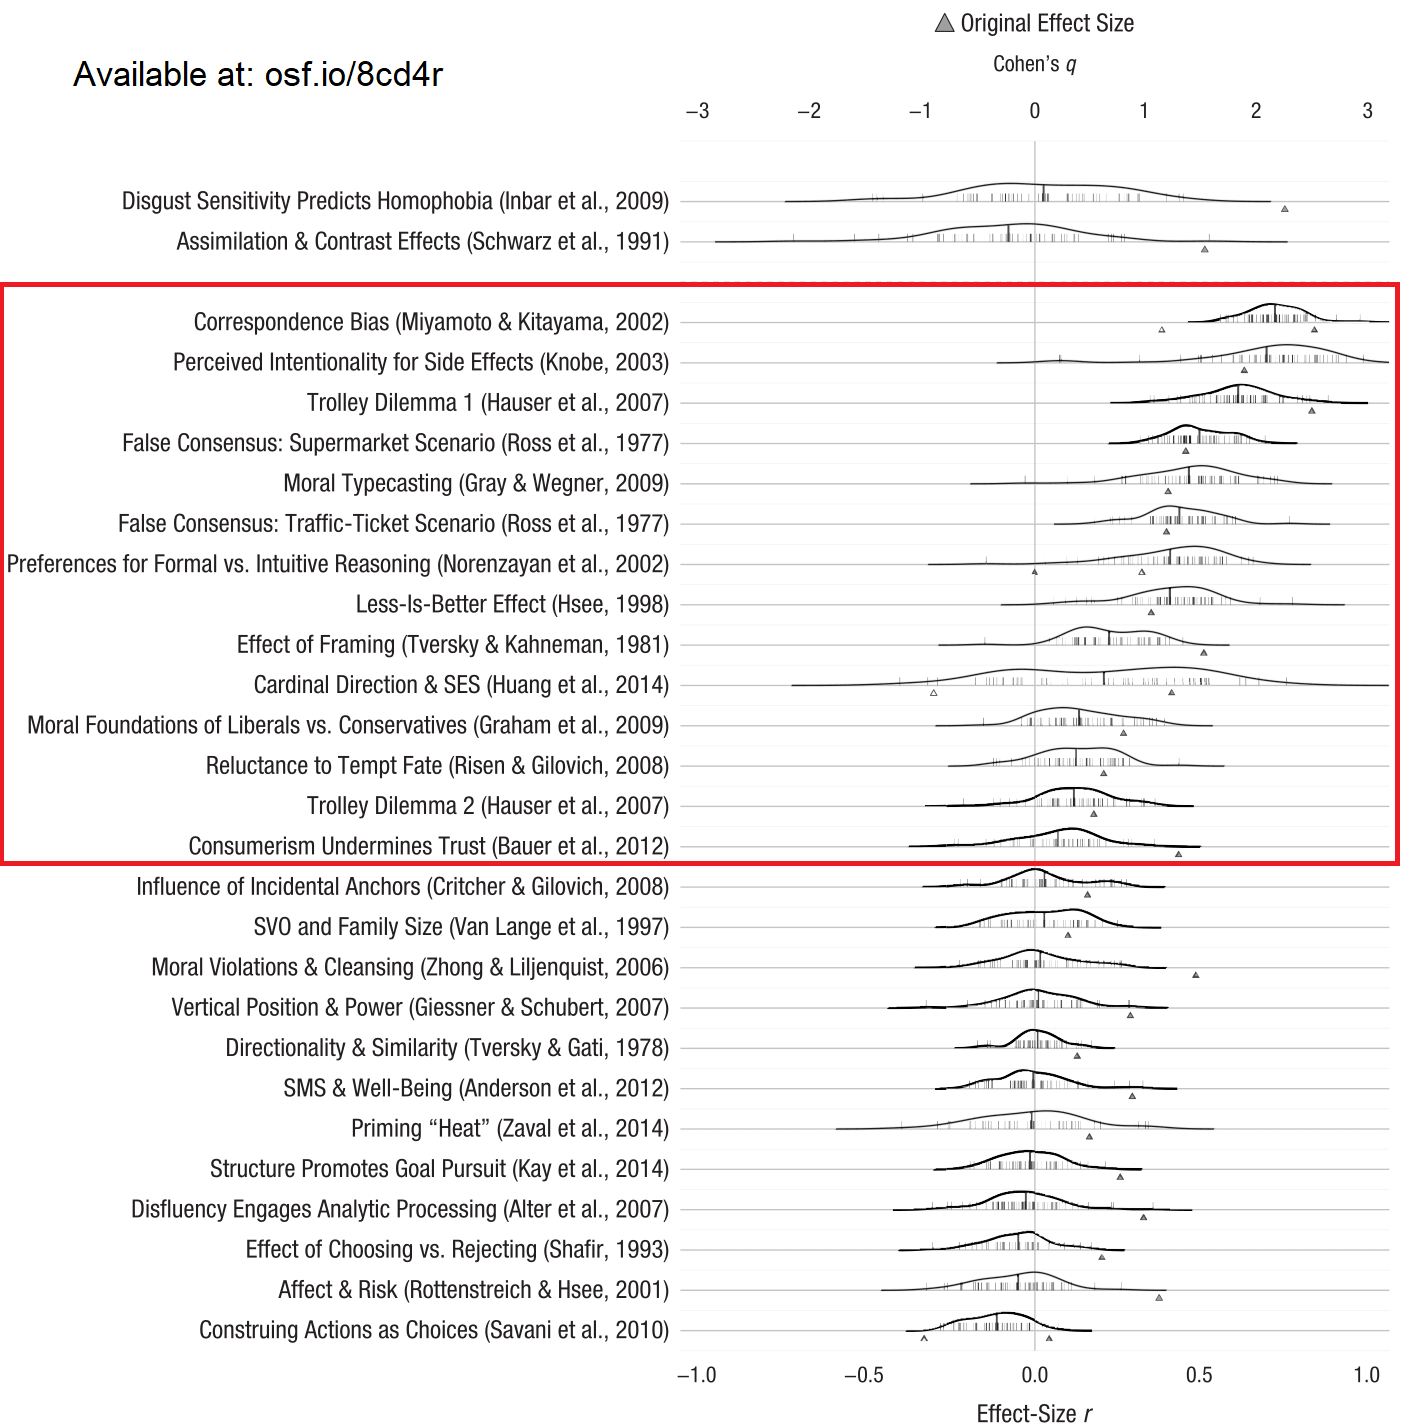 Original Effect Size
Cohen's q
Available at: osf.io/8cd4r
−3 −2 −1 0 1 2 3
Disgust Sensitivity Predicts Homophobia (Inbar et al., 2009)
Assimilation & Contrast Effects (Schwarz et al., 1991)
Correspondence Bias (Miyamoto & Kitayama, 2002)
Perceived Intentionality for Side Effects (Knobe, 2003)
Trolley Dilemma 1 (Hauser et al., 2007)
False Consensus: Supermarket Scenario (Ross et al., 1977)
Moral Typecasting (Gray & Wegner, 2009)
False Consensus: Traffic-Ticket Scenario (Ross et al., 1977)
Preferences for Formal vs. Intuitive Reasoning (Norenzayan et al., 2002)
Less-Is-Better Effect (Hsee, 1998)
Effect of Framing (Tversky & Kahneman, 1981)
Cardinal Direction & SES (Huang et al., 2014)
Moral Foundations of Liberals vs. Conservatives (Graham et al., 2009)
Reluctance to Tempt Fate (Risen & Gilovich, 2008)
Trolley Dilemma 2 (Hauser et al., 2007)
Consumerism Undermines Trust (Bauer et al., 2012)
Influence of Incidental Anchors (Critcher & Gilovich, 2008)
SVO and Family Size (Van Lange et al., 1997)
Moral Violations & Cleansing (Zhong & Liljenquist, 2006)
Vertical Position & Power (Giessner & Schubert, 2007)
Directionality & Similarity (Tversky & Gati, 1978)
SMS & Well-Being (Anderson et al., 2012)
Priming “Heat” (Zaval et al., 2014)
Structure Promotes Goal Pursuit (Kay et al., 2014)
Disfluency Engages Analytic Processing (Alter et al., 2007)
Effect of Choosing vs. Rejecting (Shafir, 1993)
Affect & Risk (Rottenstreich & Hsee, 2001)
Construing Actions as Choices (Savani et al., 2010)
−1.0 −0.5 0.0 0.5 1.0
Effect-Size r